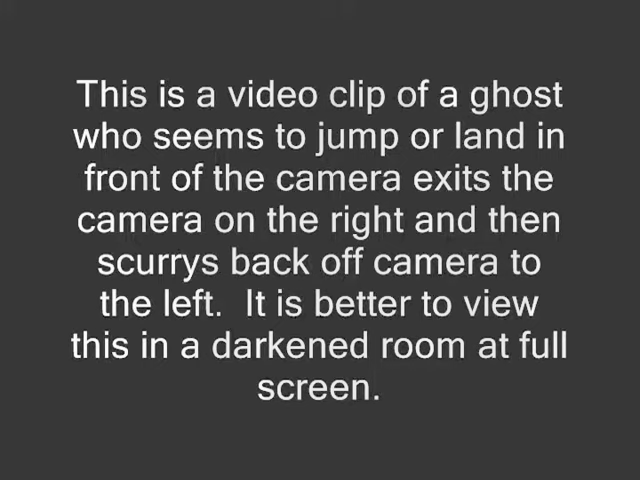 This is a video clip of a ghost
who seems to jump or land in
front of the camera exits the
camera on the right and then
scurrys back off camera to
the left.  It is better to view
this in a darkened room at full
screen.